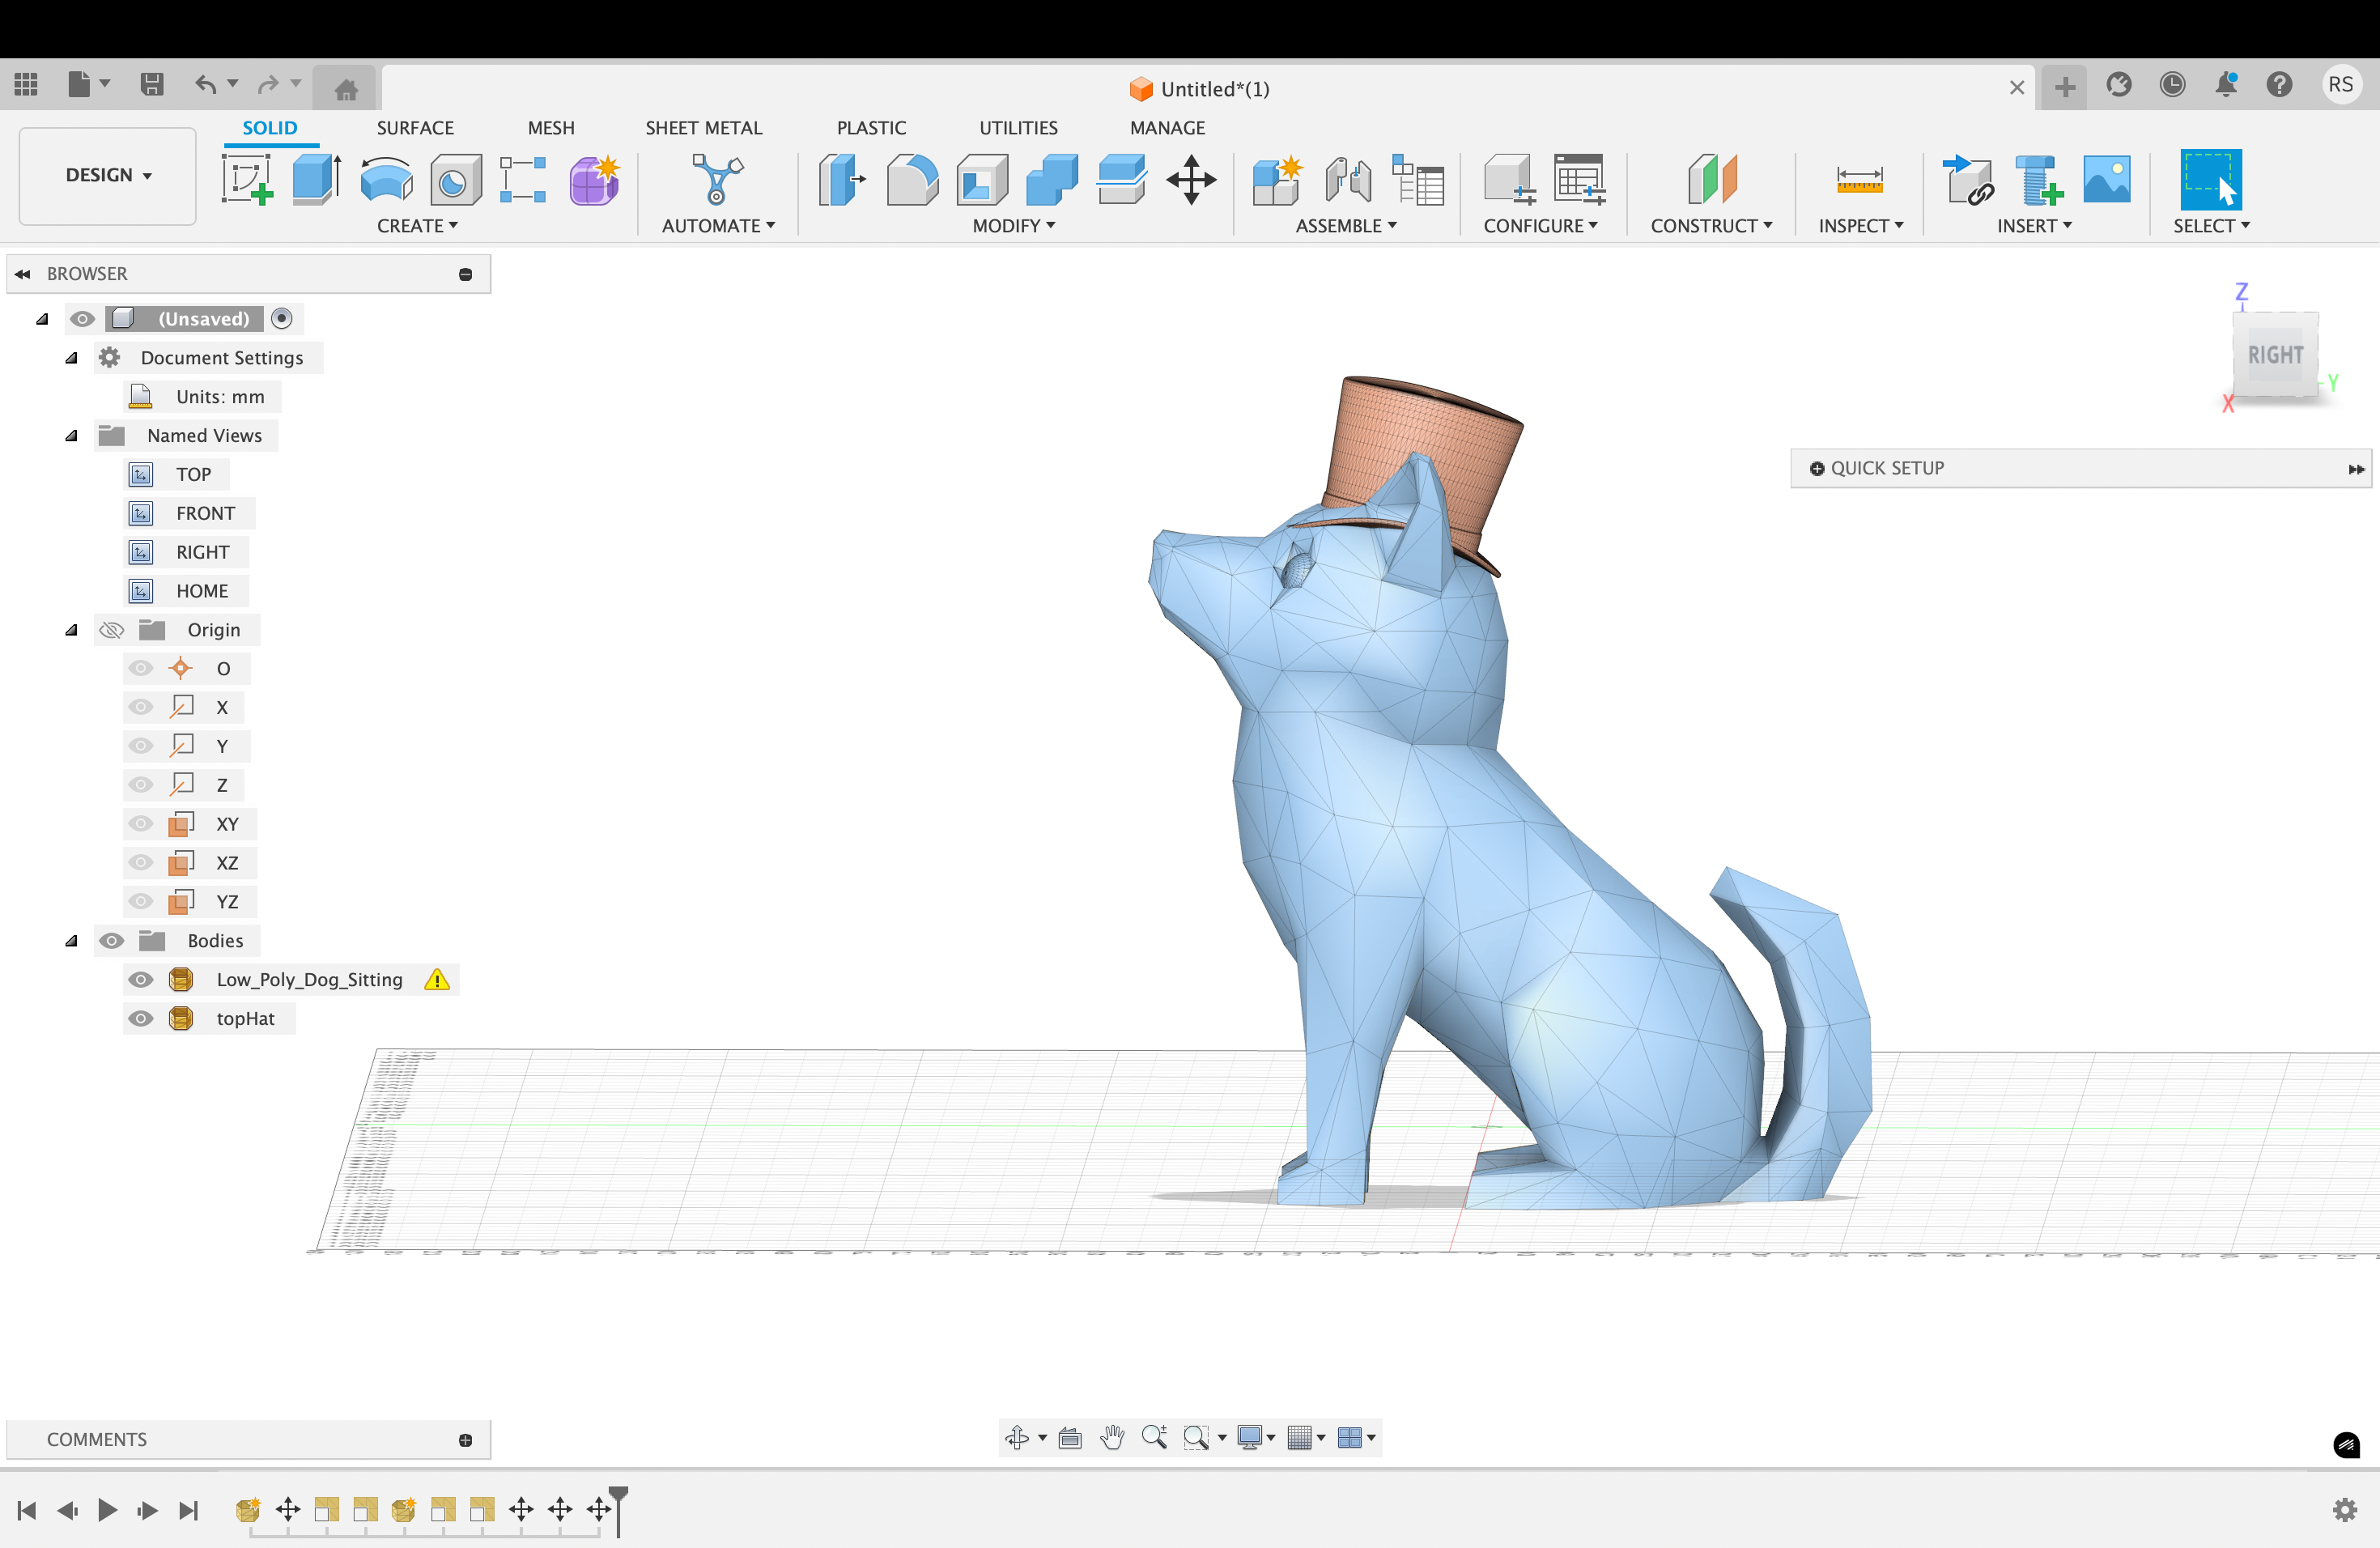 Untitled*(1)
RS
DESIGN
SOLID
SURFACE
MESH
SHEET METAL
PLASTIC
UTILITIES
MANAGE
CREATE
AUTOMATE
MODIFY
ASSEMBLE
CONFIGURE
CONSTRUCT
INSPECT
INSERT
SELECT
BROWSER
(Unsaved)
Document Settings
Units: mm
Named Views
TOP
FRONT
RIGHT
HOME
Origin
O
X
Y
Z
XY
XZ
YZ
Bodies
Low_Poly_Dog_Sitting
topHat
Z
RIGHT
Y
X
QUICK SETUP
COMMENTS